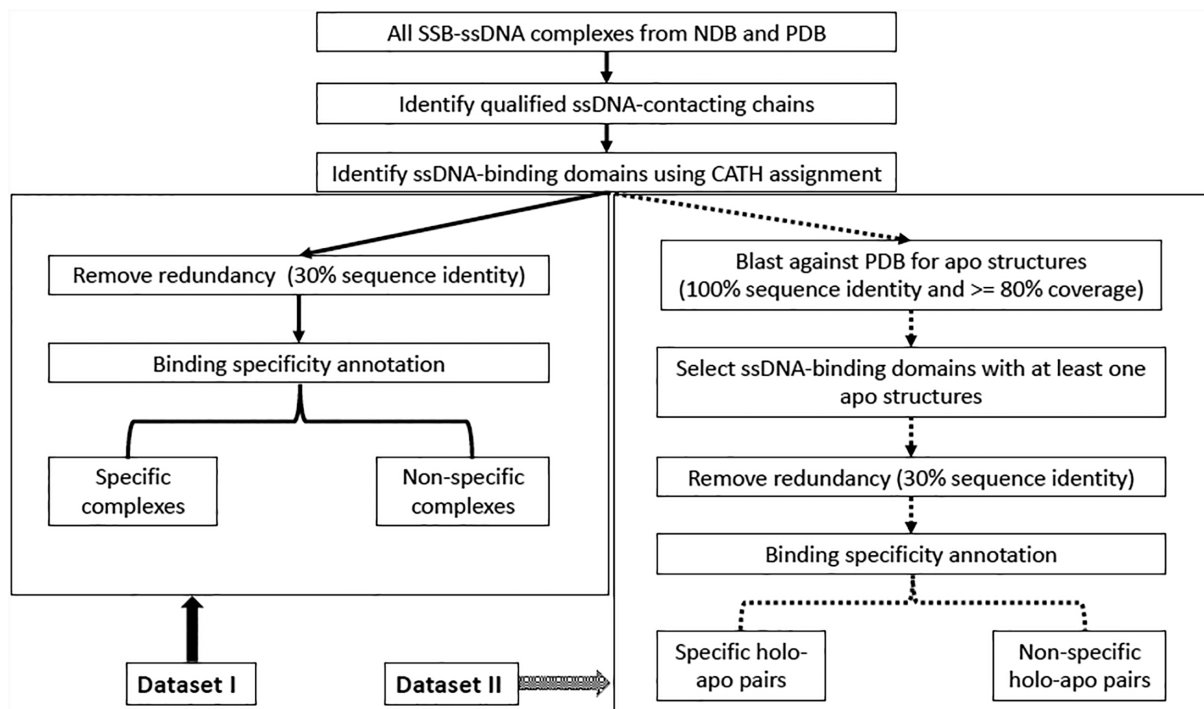 All SSB-ssDNA complexes from NDB and PDB
Identify qualified ssDNA-contacting chains
Identify ssDNA-binding domains using CATH assignment
Remove redundancy (30% sequence identity)
Binding specificity annotation
Specific
complexes
Non-specific
complexes
Dataset I
Blast against PDB for apo structures
(100% sequence identity and >= 80% coverage)
Select ssDNA-binding domains with at least one
apo structures
Remove redundancy (30% sequence identity)
Binding specificity annotation
Specific holo-
apo pairs
Non-specific
holo-apo pairs
Dataset II